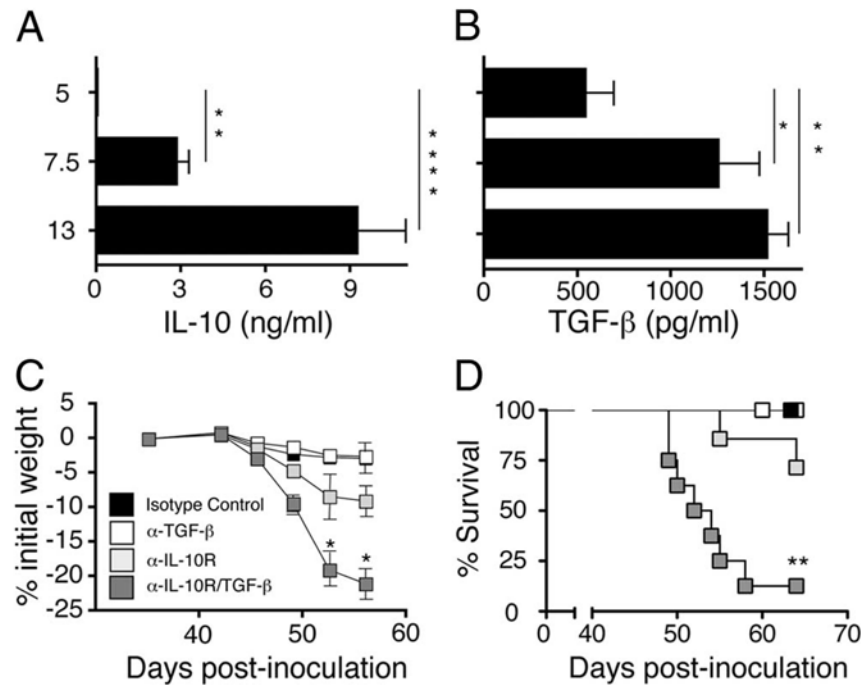 A
5
7.5
13
* *
* * * *
0 3 6 9
IL-10 (ng/ml)
B
*
* *
0 500 1000 1500
TGF-β (pg/ml)
C
% initial weight
5
0
-5
-10
-15
-20
-25
Isotype Control
α-TGF-β
α-IL-10R
α-IL-10R/TGF-β
* *
40 50 60
Days post-inoculation
D
% Survival
100
75
50
25
0
**
0 40 50 60 70
Days post-inoculation